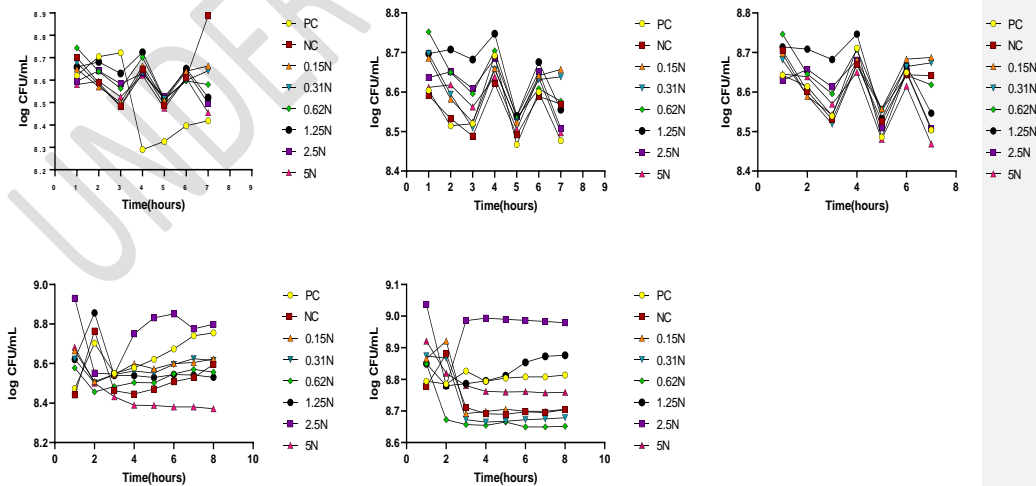 8.9
8.8
8.7
8.6
8.5
8.4
8.3
8.2
0 1 2 3 4 5 6 7 8 9
log CFU/mL
Time(hours)
PC
NC
0.15N
0.31N
0.62N
1.25N
2.5N
5N
8.8
8.7
8.6
8.5
8.4
0 1 2 3 4 5 6 7 8 9
log CFU/mL
Time(hours)
PC
NC
0.15N
0.31N
0.62N
1.25N
2.5N
5N
8.8
8.7
8.6
8.5
8.4
0 2 4 6 8
log CFU/mL
Time(hours)
PC
NC
0.15N
0.31N
0.62N
1.25N
2.5N
5N
9.0
8.8
8.6
8.4
8.2
0 2 4 6 8 10
log CFU/mL
Time(hours)
PC
NC
0.15N
0.31N
0.62N
1.25N
2.5N
5N
9.1
9.0
8.9
8.8
8.7
8.6
0 2 4 6 8 10
log CFU/mL
Time(hours)
PC
NC
0.15N
0.31N
0.62N
1.25N
2.5N
5N
UNDER